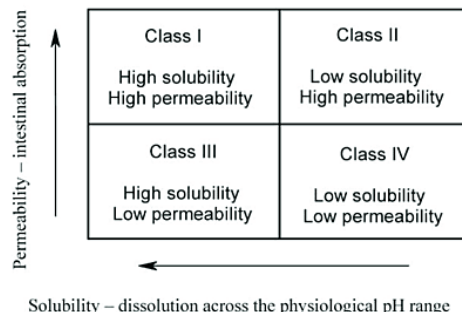 Permeability – intestinal absorption
Class I
High solubility
High permeability
Class II
Low solubility
High permeability
Class III
High solubility
Low permeability
Class IV
Low solubility
Low permeability
Solubility – dissolution across the physiological pH range